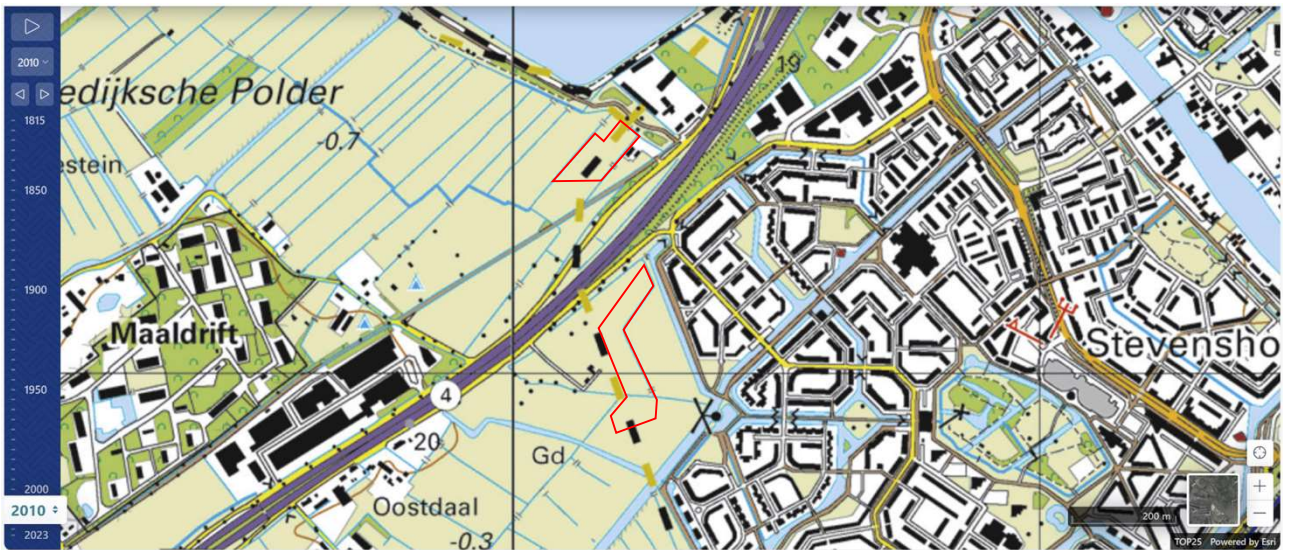 2010
1815
1850
1900
1950
2000
2010
2023
edijksche Polder
-0.7
estein
19
Maaldrift
4
20
Gd
Oostdaal
-0.3
A
E
Stevensho
200 m
TOP25 Powered by Esri